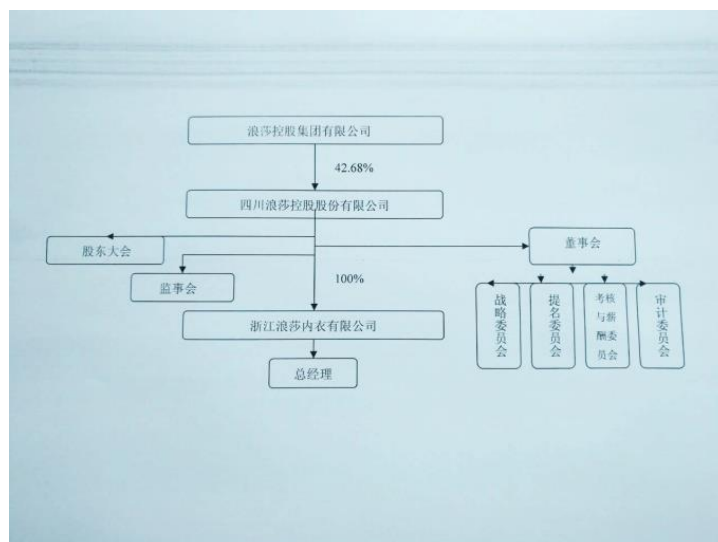 浪莎控股集团有限公司
42.68%
四川浪莎控股股份有限公司
股东大会
董事会
监事会
100%
浙江浪莎内衣有限公司
总经理
战略委员会
提名委员会
考核
与薪
酬委
员会
审计委员会